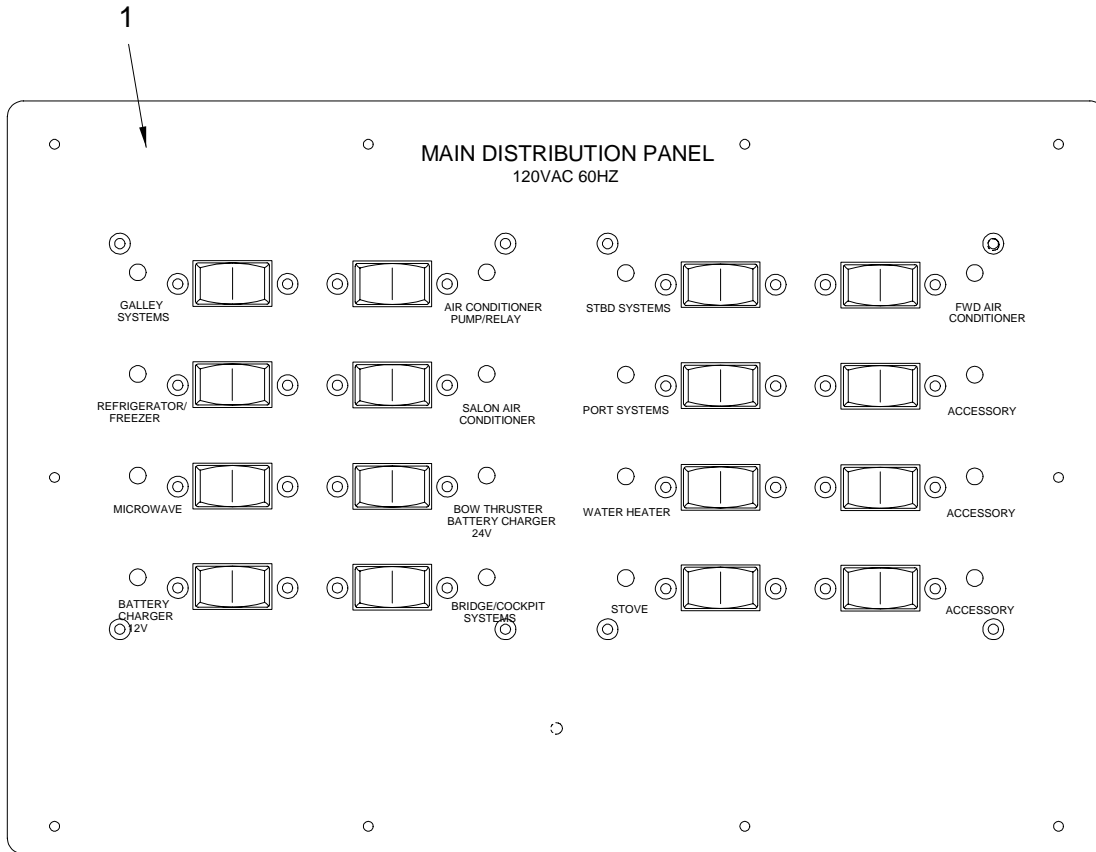 1
MAIN DISTRIBUTION PANEL
120VAC 60HZ
GALLEY
SYSTEMS
AIR CONDITIONER
PUMP/RELAY
STBD SYSTEMS
FWD AIR
CONDITIONER
REFRIGERATOR/
FREEZER
SALON AIR
CONDITIONER
PORT SYSTEMS
ACCESSORY
MICROWAVE
BOW THRUSTER
BATTERY CHARGER
24V
WATER HEATER
ACCESSORY
BATTERY
CHARGER
12V
BRIDGE/COCKPIT
SYSTEMS
STOVE
ACCESSORY